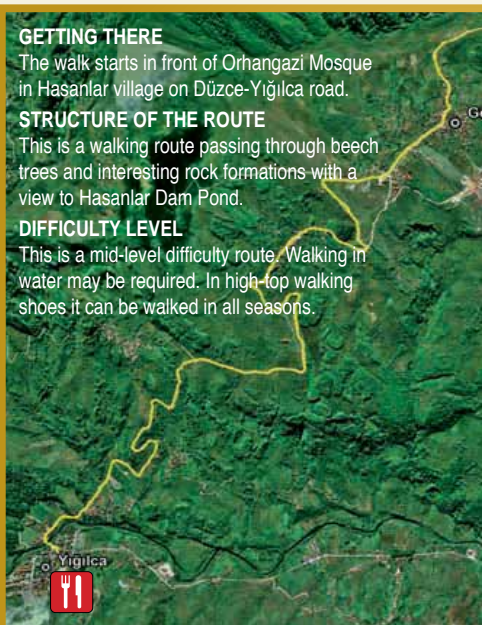 GETTING THERE
The walk starts in front of Orhangazi Mosque
in Hasanlar village on Düzce-Yığılca road.
STRUCTURE OF THE ROUTE
This is a walking route passing through beech
trees and interesting rock formations with a
view to Hasanlar Dam Pond.
DIFFICULTY LEVEL
This is a mid-level difficulty route. Walking in
water may be required. In high-top walking
shoes it can be walked in all seasons.
Yığılca